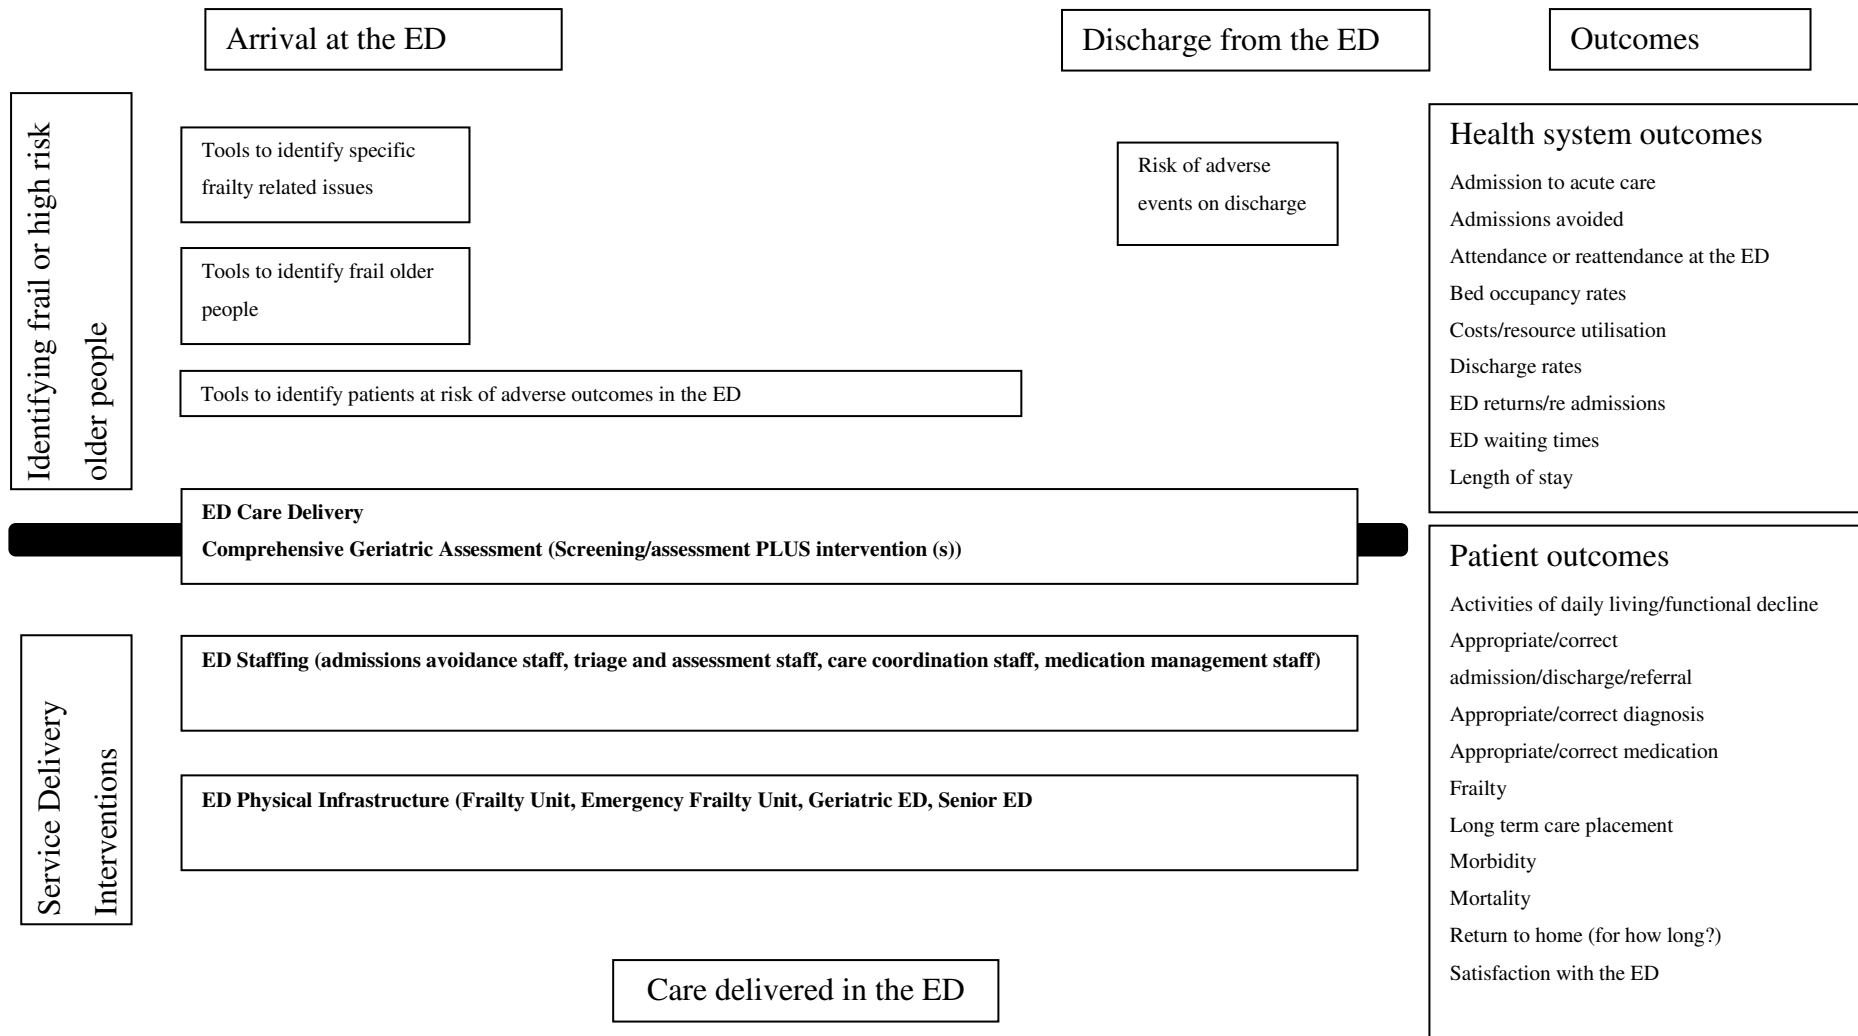 Arrival at the ED
Discharge from the ED
Outcomes
Identifying frail or high risk
older people
Tools to identify specific
frailty related issues
Tools to identify frail older
people
Tools to identify patients at risk of adverse outcomes in the ED
Risk of adverse
events on discharge
Health system outcomes
Admission to acute care
Admissions avoided
Attendance or reattendance at the ED
Bed occupancy rates
Costs/resource utilisation
Discharge rates
ED returns/re admissions
ED waiting times
Length of stay
ED Care Delivery
Comprehensive Geriatric Assessment (Screening/assessment PLUS intervention (s))
Service Delivery
Interventions
ED Staffing (admissions avoidance staff, triage and assessment staff, care coordination staff, medication management staff)
ED Physical Infrastructure (Frailty Unit, Emergency Frailty Unit, Geriatric ED, Senior ED
Patient outcomes
Activities of daily living/functional decline
Appropriate/correct
admission/discharge/referral
Appropriate/correct diagnosis
Appropriate/correct medication
Frailty
Long term care placement
Morbidity
Mortality
Return to home (for how long?)
Satisfaction with the ED
Care delivered in the ED